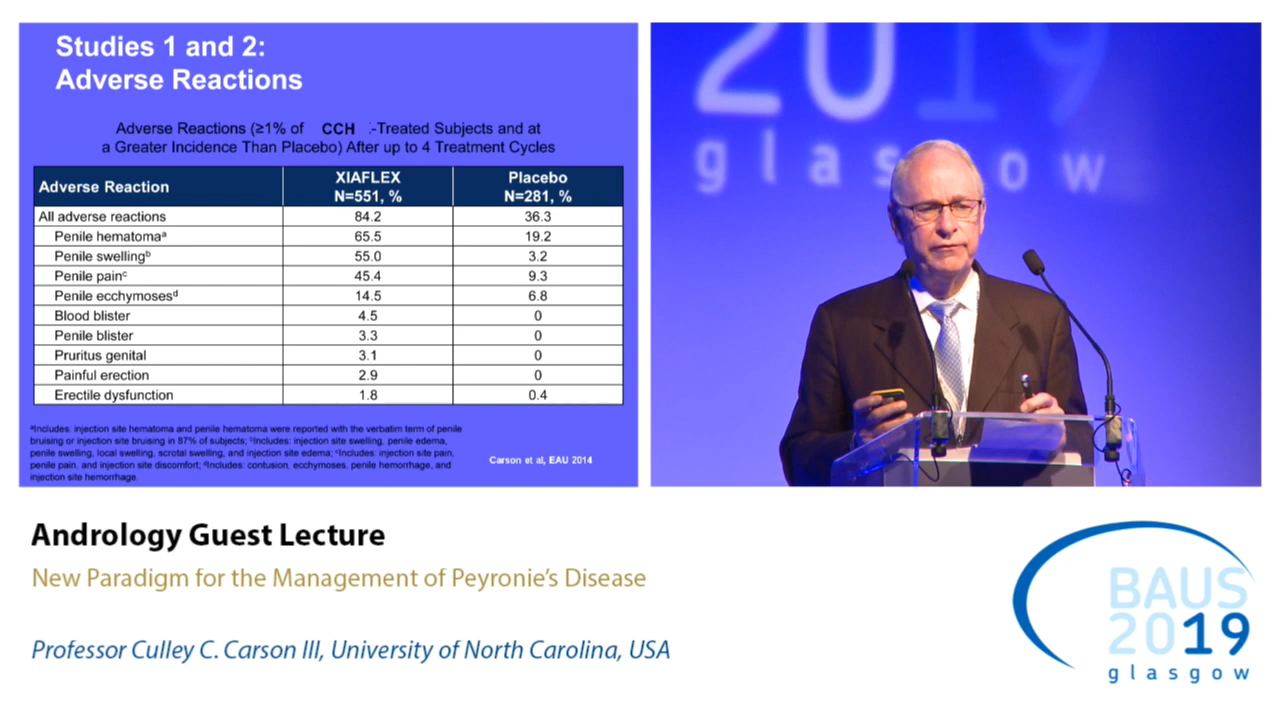 Studies 1 and 2:
Adverse Reactions
Adverse Reactions (≥1% of CCH -Treated Subjects and at
a Greater Incidence Than Placebo) After up to 4 Treatment Cycles
Adverse Reaction XIAFLEX N=551, % Placebo N=281, %
All adverse reactions 84.2 36.3
Penile hematomaᵃ 65.5 19.2
Penile swellingᵇ 55.0 3.2
Penile painᶜ 45.4 9.3
Penile ecchymosesᵈ 14.5 6.8
Blood blister 4.5 0
Penile blister 3.3 0
Pruritus genital 3.1 0
Painful erection 2.9 0
Erectile dysfunction 1.8 0.4
ᵃIncludes: injection site hematoma and penile hematoma were reported with the verbatim term of penile
bruising or injection site bruising in 87% of subjects; ᵇIncludes: injection site swelling, penile edema,
penile swelling, local swelling, scrotal swelling, and injection site edema; ᶜIncludes: injection site pain,
penile pain, and injection site discomfort; ᵈIncludes: contusion, ecchymoses, penile hemorrhage, and
injection site hemorrhage.
Carson et al, EAU 2014
2019
glasgow
Andrology Guest Lecture
New Paradigm for the Management of Peyronie's Disease
Professor Culley C. Carson III, University of North Carolina, USA
BAUS
2019
glasgow